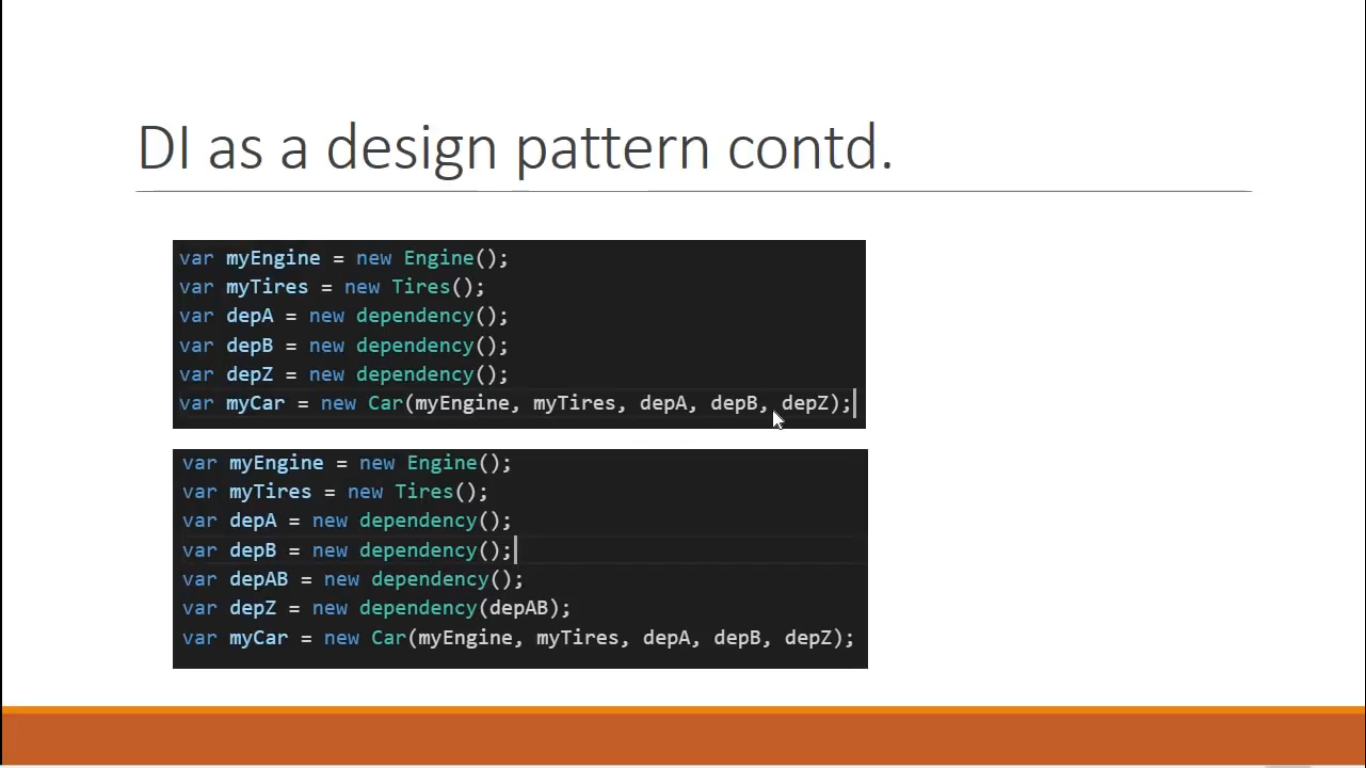 DI as a design pattern contd.
var myEngine = new Engine();
var myTires = new Tires();
var depA = new dependency();
var depB = new dependency();
var depZ = new dependency();
var myCar = new Car(myEngine, myTires, depA, depB, depZ);
var myEngine = new Engine();
var myTires = new Tires();
var depA = new dependency();
var depB = new dependency();
var depAB = new dependency();
var depZ = new dependency(depAB);
var myCar = new Car(myEngine, myTires, depA, depB, depZ);